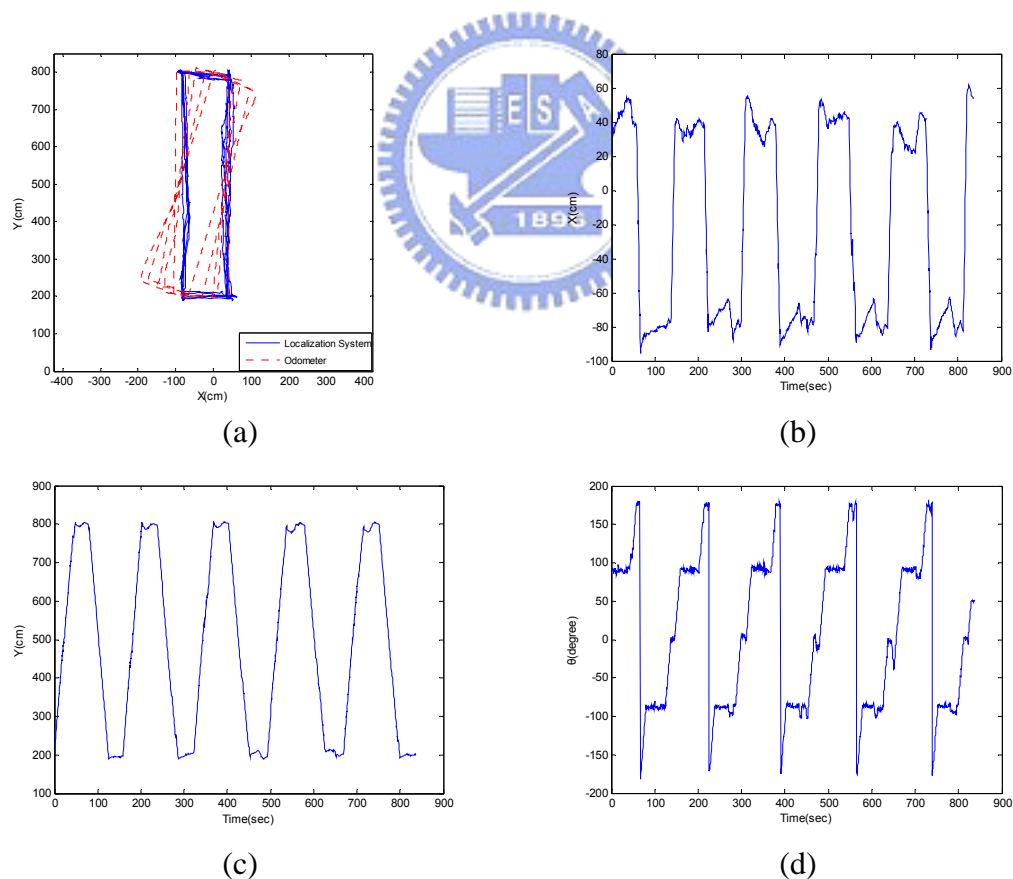 800
700
600
500
400
300
200
100
0
Y(cm)
-400 -300 -200 -100 0 100 200 300 400
X(cm)
Localization System
Odometer
(a)
E S A
1896
80
60
40
20
0
-20
-40
-60
-80
-100
X(cm)
0 100 200 300 400 500 600 700 800 900
Time(sec)
(b)
900
800
700
600
500
400
300
200
100
Y(cm)
0 100 200 300 400 500 600 700 800 900
Time(sec)
(c)
200
150
100
50
0
-50
-100
-150
-200
θ(degree)
0 100 200 300 400 500 600 700 800 900
Time(sec)
(d)